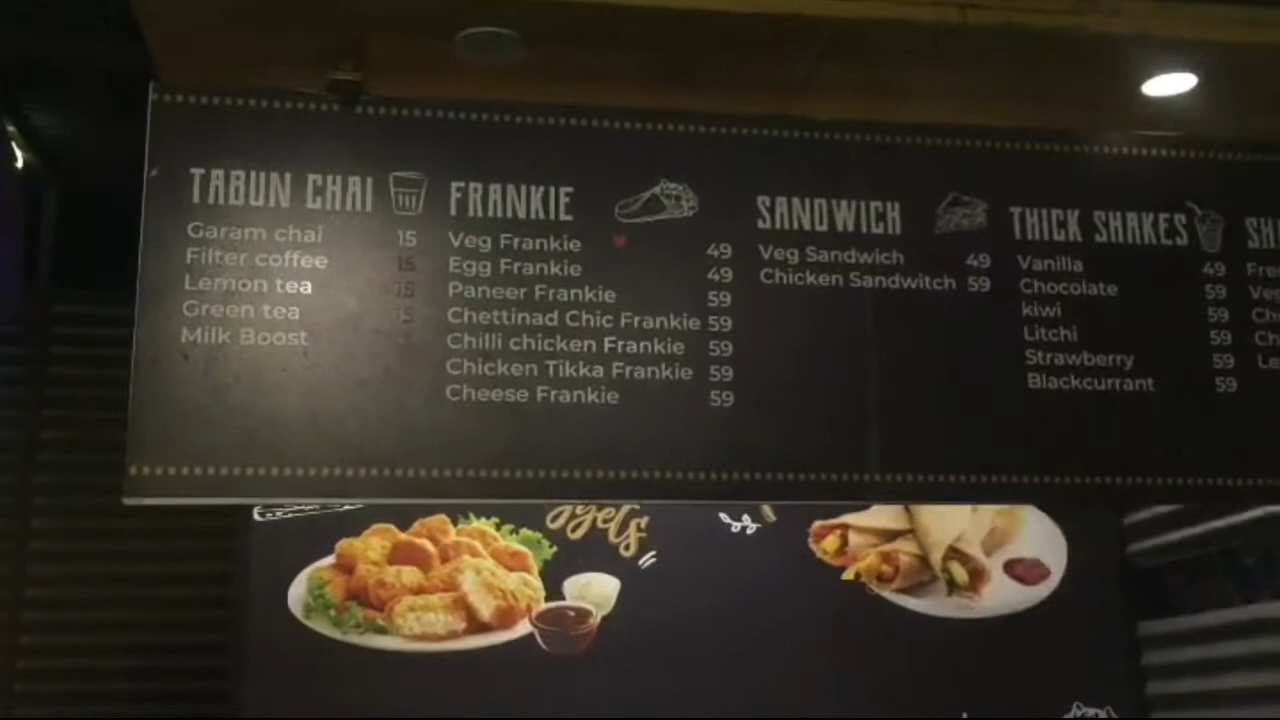 TABUN CHAI
Garam chai 15
Filter coffee 15
Lemon tea 15
Green tea 15
Milk Boost
FRANKIE
Veg Frankie 49
Egg Frankie 49
Paneer Frankie 59
Chettinad Chic Frankie 59
Chilli chicken Frankie 59
Chicken Tikka Frankie 59
Cheese Frankie 59
SANDWICH
Veg Sandwich 49
Chicken Sandwitch 59
THICK SHAKES
Vanilla 49
Chocolate 59
kiwi 59
Litchi 59
Strawberry 59
Blackcurrant 59